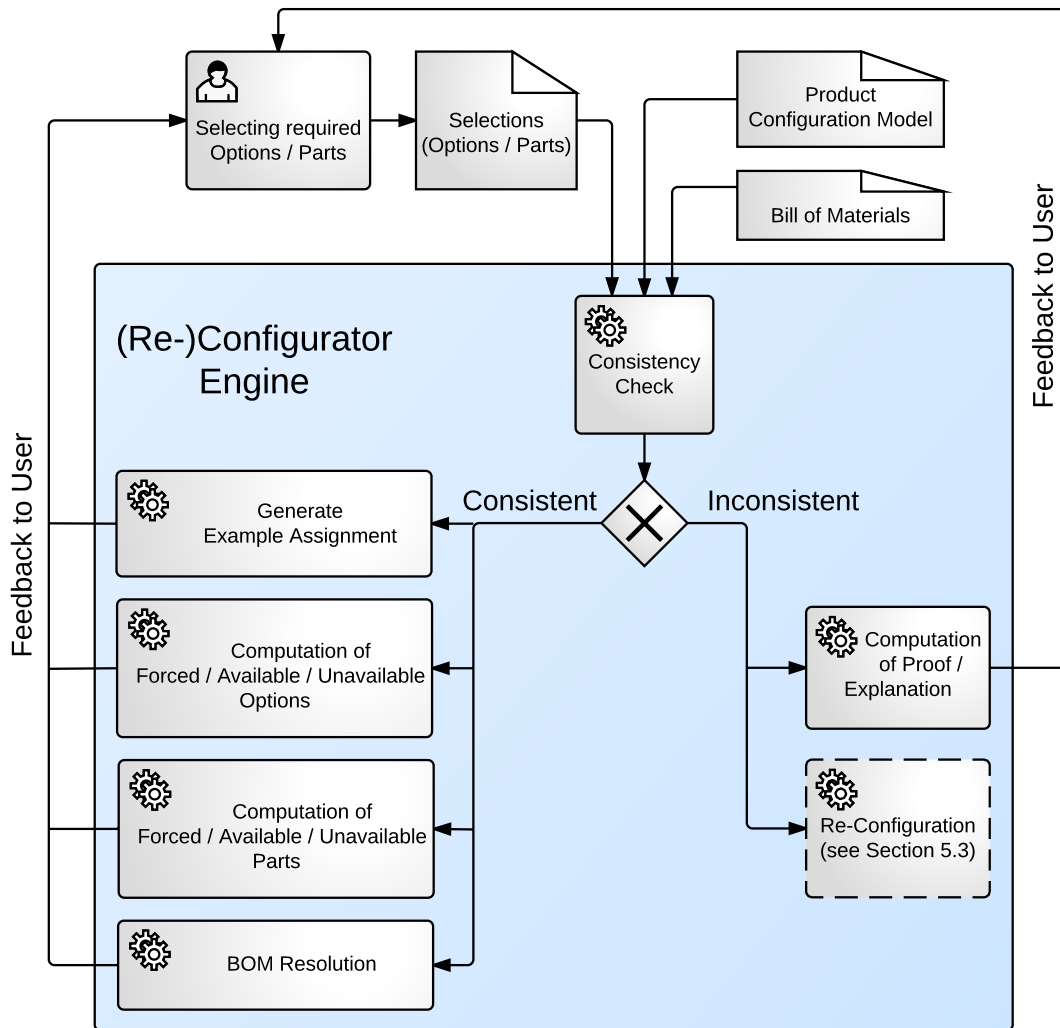 Selecting required
Options / Parts
Selections
(Options / Parts)
Product
Configuration Model
Bill of Materials
Feedback to User
(Re-)Configurator
Engine
Consistency
Check
Consistent
Inconsistent
Feedback to User
Generate
Example Assignment
Computation of
Forced / Available / Unavailable
Options
Computation
of Proof /
Explanation
Computation of
Forced / Available / Unavailable
Parts
Re-Configuration
(see Section 5.3)
BOM Resolution